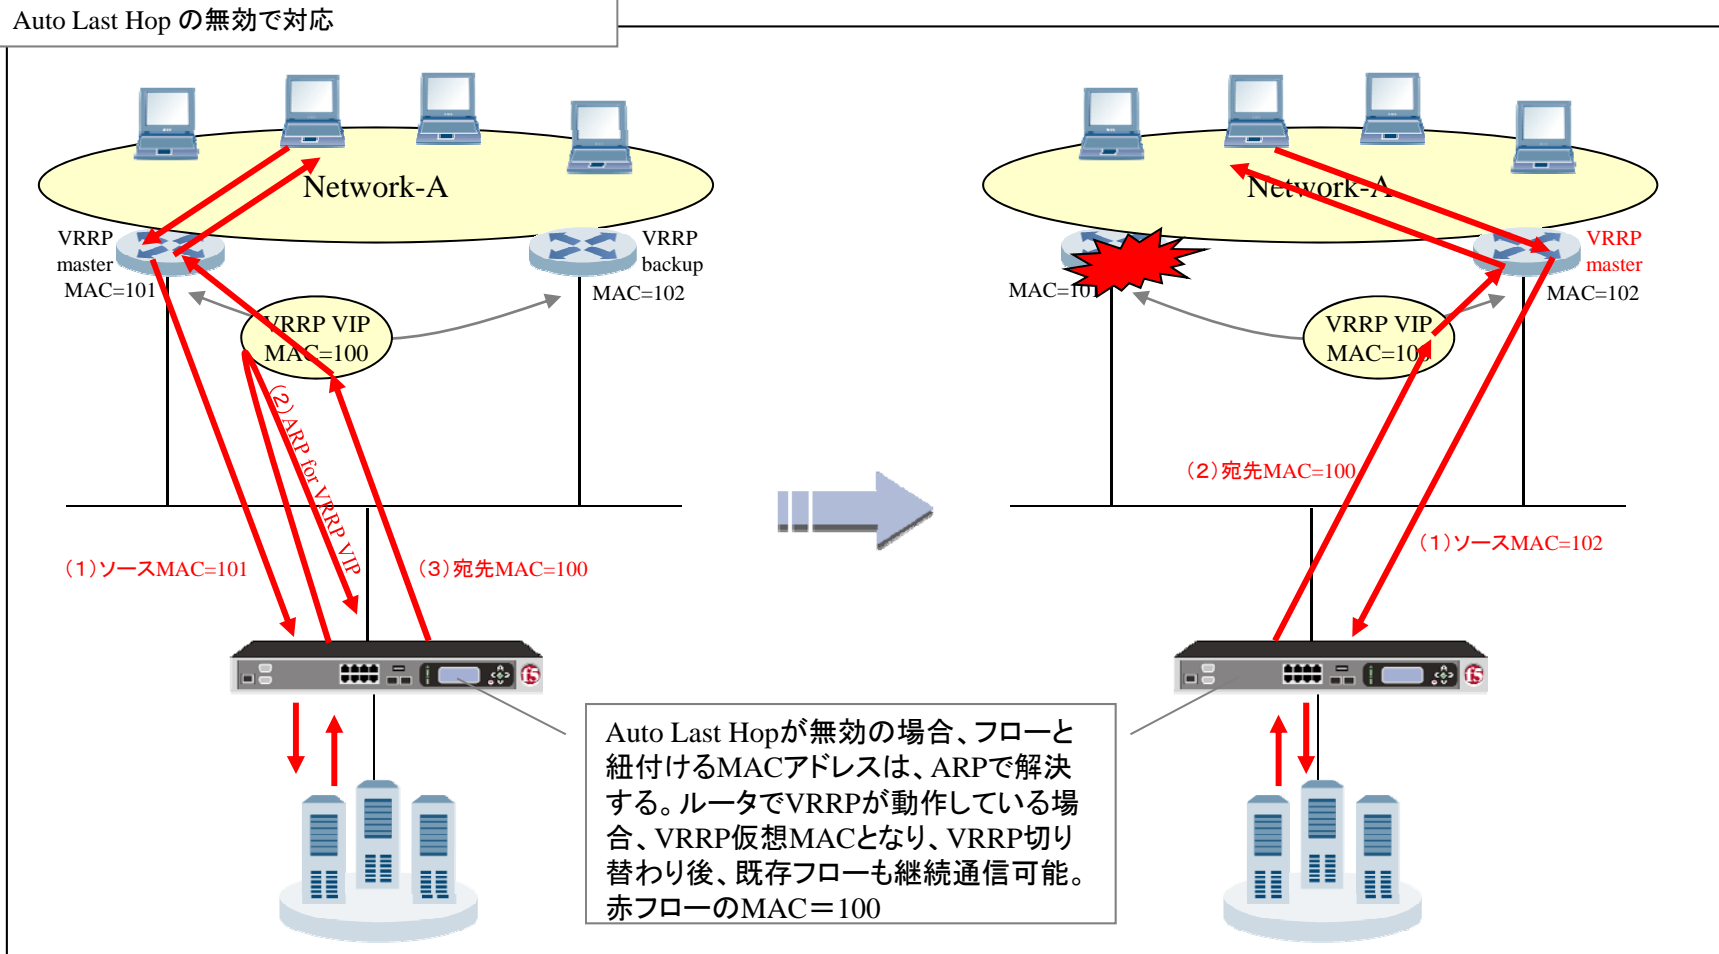 Auto Last Hop の無効で対応
Network-A
VRRP
master
MAC=101
VRRP
backup
MAC=102
VRRP VIP
MAC=100
(2)ARP for VRRP VIP
(1)ソースMAC=101
(3)宛先MAC=100
f5
Network-A
MAC=101
VRRP
master
MAC=102
VRRP VIP
MAC=100
(2)宛先MAC=100
(1)ソースMAC=102
f5
Auto Last Hopが無効の場合、フローと
紐付けるMACアドレスは、ARPで解決
する。ルータでVRRPが動作している場
合、VRRP仮想MACとなり、VRRP切り
替わり後、既存フローも継続通信可能。
赤フローのMAC＝100